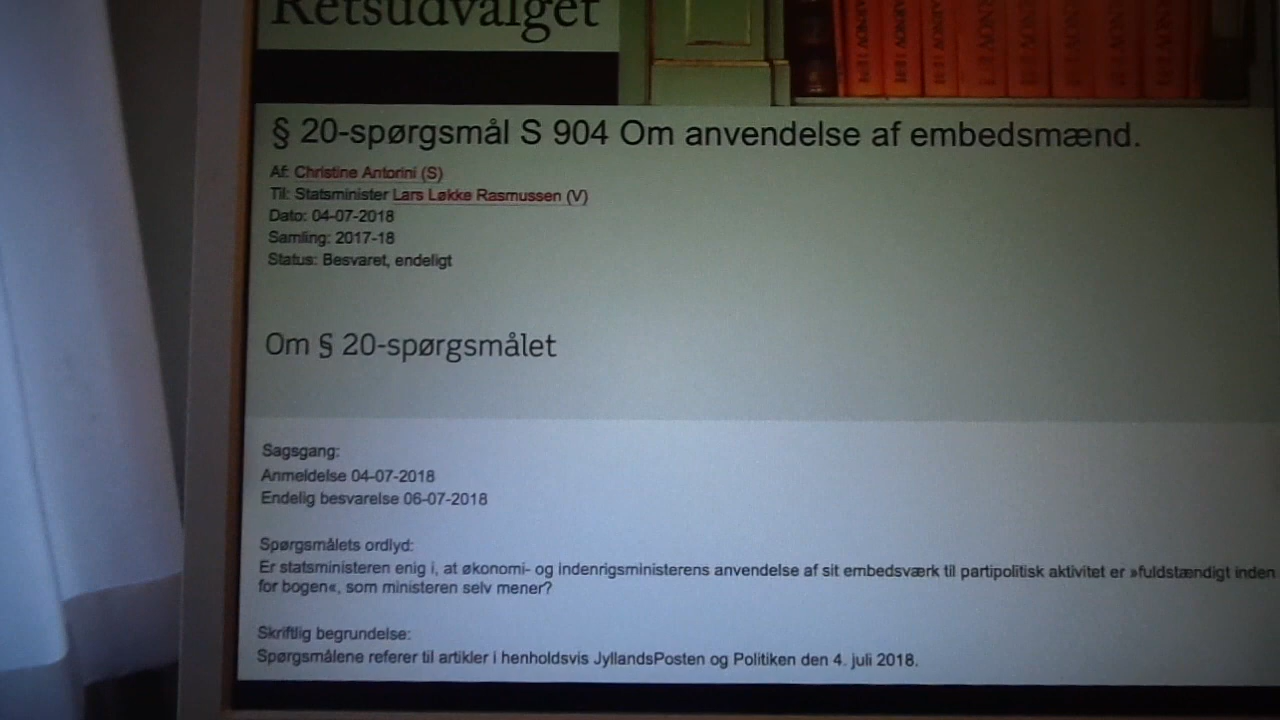 Retsudvalget
§ 20-spørgsmål S 904 Om anvendelse af embedsmænd.
Af: Christine Antorini (S)
Til: Statsminister Lars Løkke Rasmussen (V)
Dato: 04-07-2018
Samling: 2017-18
Status: Besvaret, endeligt
Om § 20-spørgsmålet
Sagsgang:
Anmeldelse 04-07-2018
Endelig besvarelse 06-07-2018
Spørgsmålets ordlyd:
Er statsministeren enig i, at økonomi- og indenrigsministerens anvendelse af sit embedsværk til partipolitisk aktivitet er »fuldstændigt inden
for bogen«, som ministeren selv mener?
Skriftlig begrundelse:
Spørgsmålene referer til artikler i henholdsvis JyllandsPosten og Politiken den 4. juli 2018.